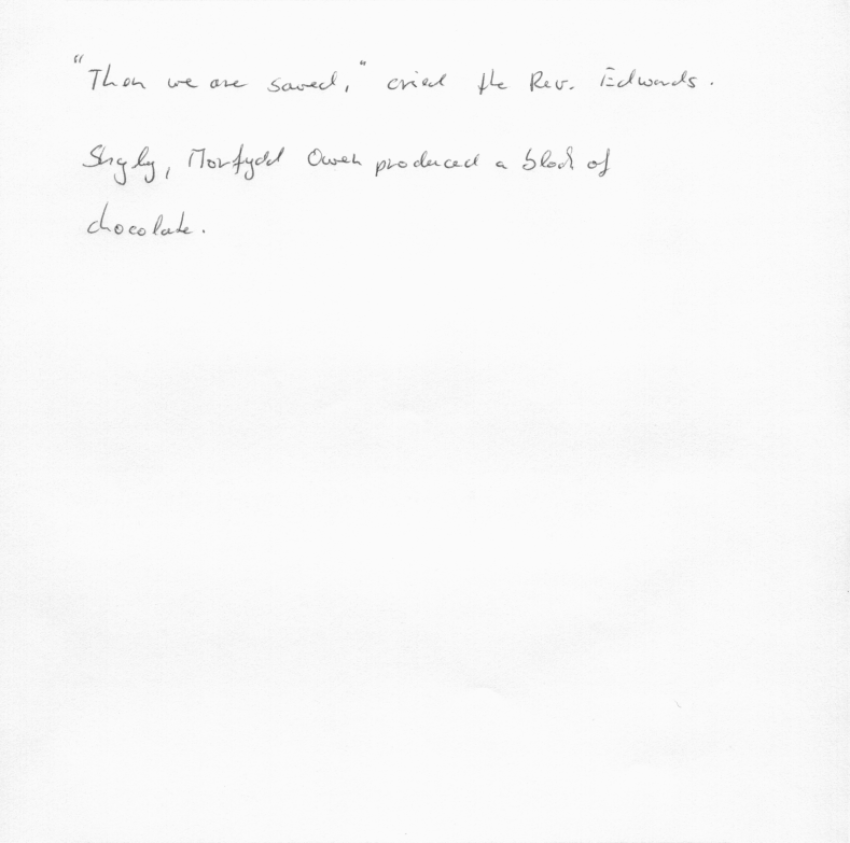 "Then we are saved," cried the Rev. Edwards.
Shyly, Morfydd Owen produced a block of
chocolate.